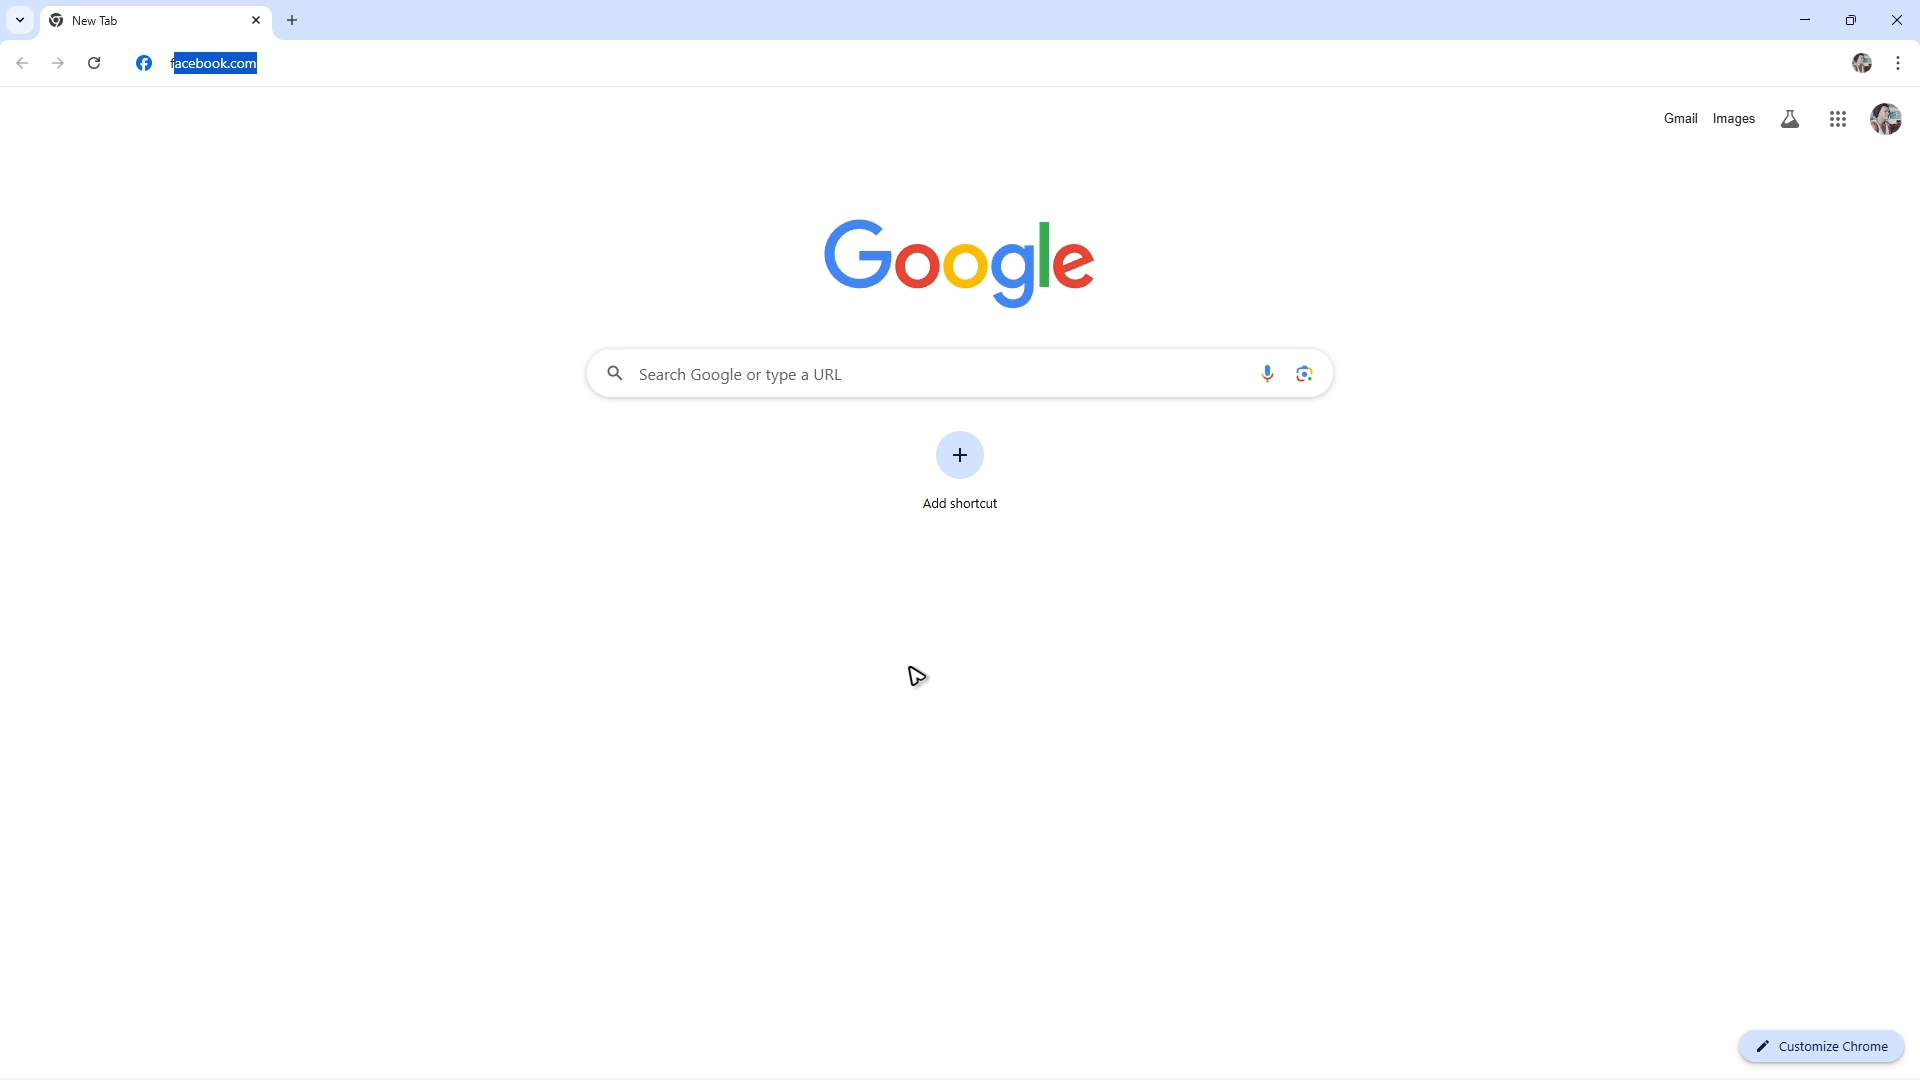 New Tab
facebook.com
Gmail Images
Google
Search Google or type a URL
Add shortcut
Customize Chrome